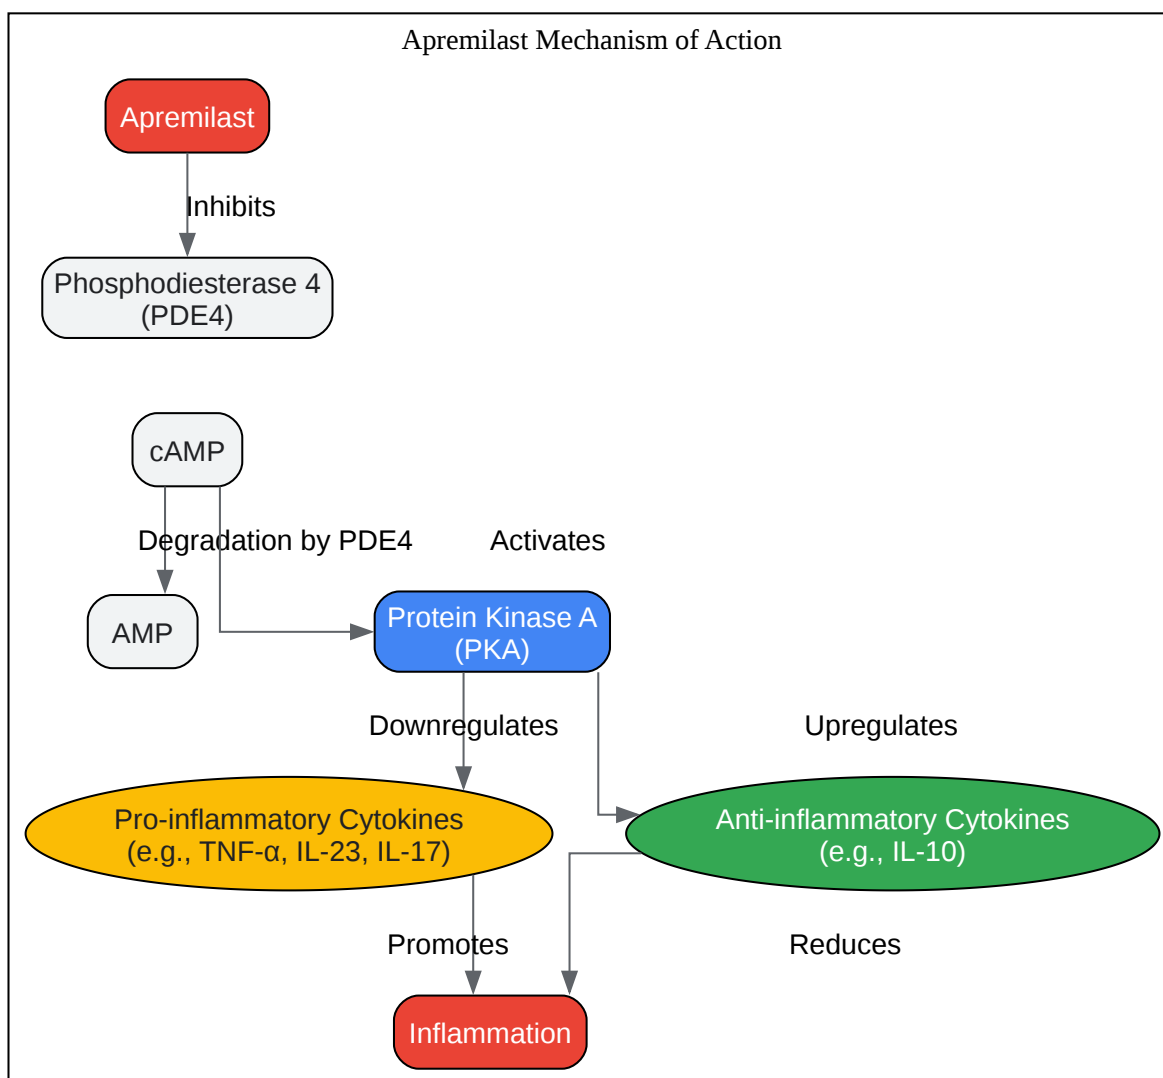 Apremilast Mechanism of Action
Apremilast
Inhibits
Phosphodiesterase 4
(PDE4)
cAMP
Degradation by PDE4
Activates
AMP
Protein Kinase A
(PKA)
Downregulates
Upregulates
Pro-inflammatory Cytokines
(e.g., TNF-α, IL-23, IL-17)
Anti-inflammatory Cytokines
(e.g., IL-10)
Promotes
Reduces
Inflammation